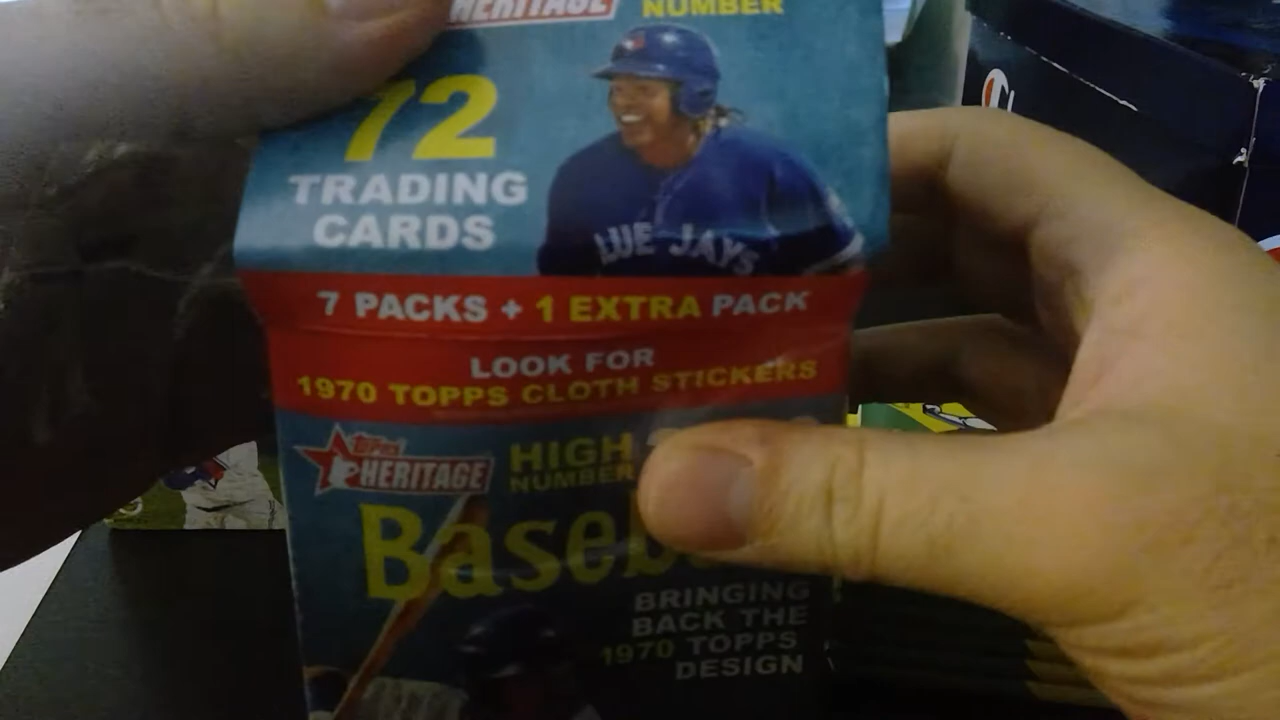 HERITAGE
NUMBER
72
TRADING
CARDS
BLUE JAYS
7 PACKS + 1 EXTRA PACK
LOOK FOR
1970 TOPPS CLOTH STICKERS
TOPPS
HERITAGE
HIGH
NUMBER
Baseb
BRINGING
BACK THE
1970 TOPPS
DESIGN